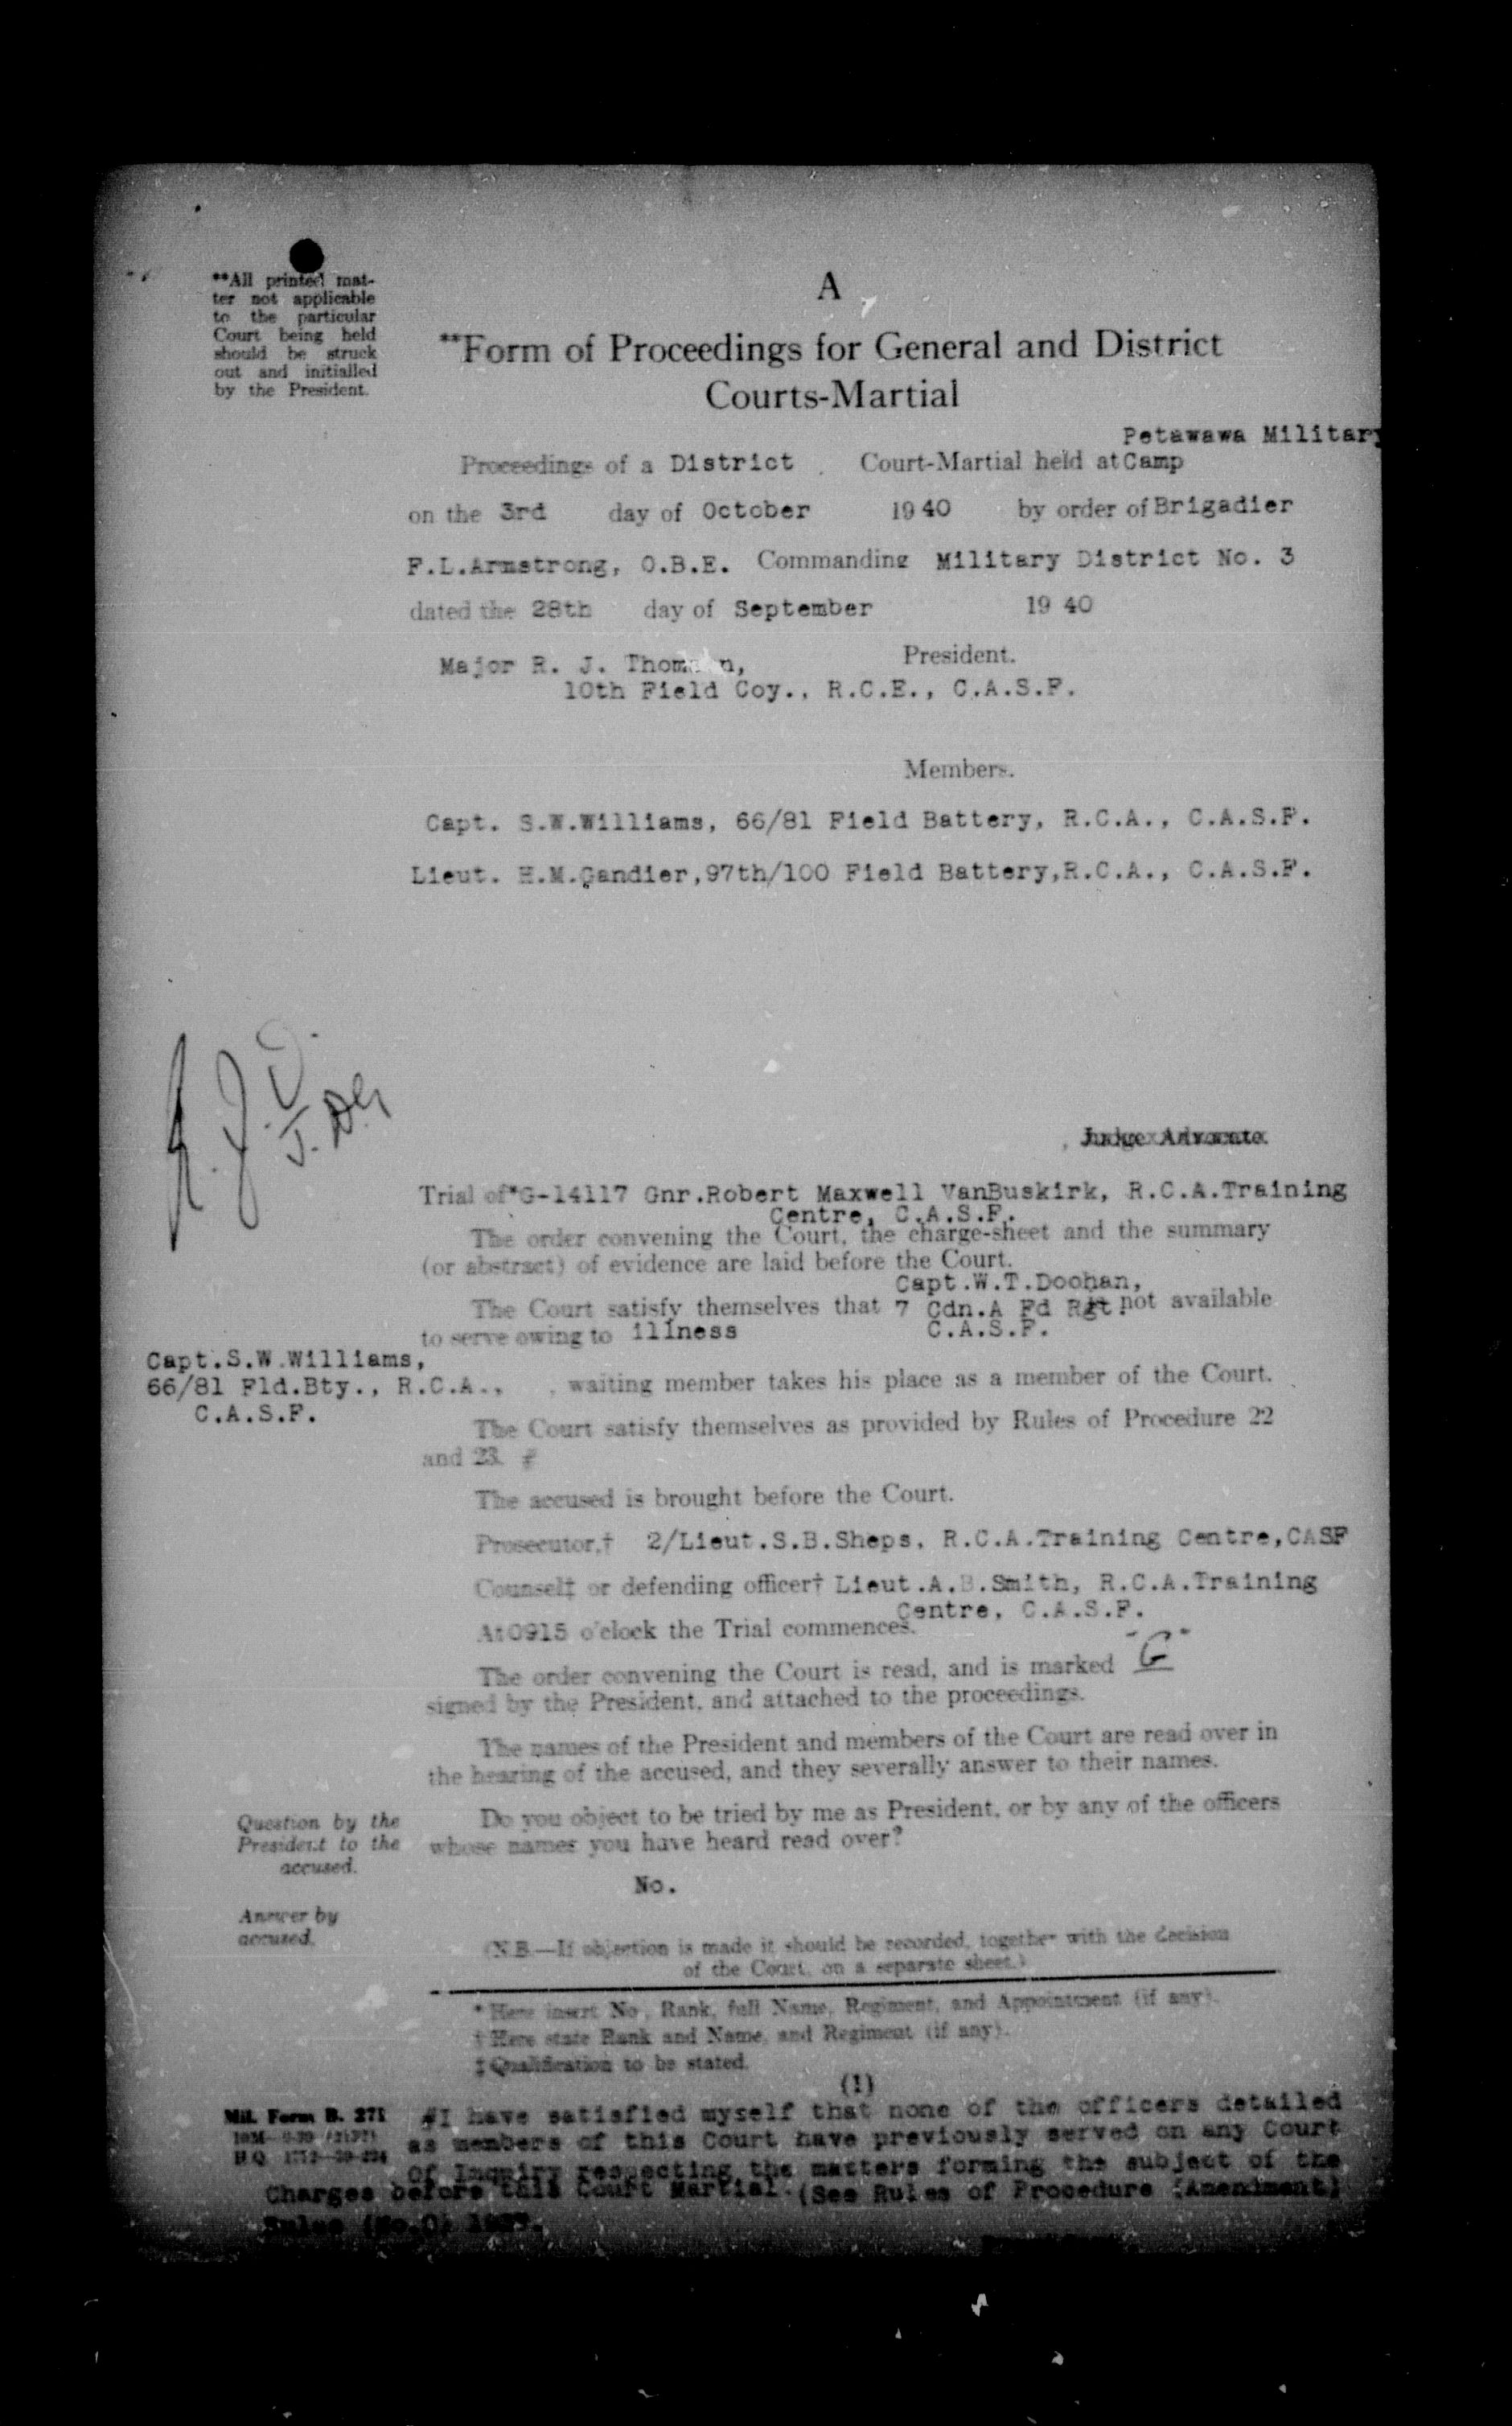 **All printed mat-
ter not applicable
to the particular
Court being held
should be struck
out and initialled
by the President.
A
**Form of Proceedings for General and District
Courts-Martial
Petawawa Military
Proceedings of a District Court-Martial held at Camp
on the 3rd day of October 19 40 by order of Brigadier
F.L.Armstrong, O.B.E. Commanding Military District No. 3
dated the 28th day of September 19 40
Major R. J. President.
10th Field Coy., R.C.E., C.A.S.F.
Members.
Capt. S.W.Williams, 66/81 Field Battery, R.C.A., C.A.S.F.
Lieut. H.M.Gandier,97th/100 Field Battery,R.C.A., C.A.S.F.
Judge Advocate
Trial of*G-14117 Gnr.Robert Maxwell VanBuskirk, R.C.A.Training
Centre, C.A.S.F.
The order convening the Court, the charge-sheet and the summary
(or abstract) of evidence are laid before the Court.
Capt.W.T.Doohan,
The Court satisfy themselves that 7 Cdn.A Fd Rgt not available
to serve owing to illness C.A.S.F.
Capt.S.W.Williams,
66/81 Fld.Bty., R.C.A., waiting member takes his place as a member of the Court.
C.A.S.F.
The Court satisfy themselves as provided by Rules of Procedure 22
and 23. #
The accused is brought before the Court.
Prosecutor,† 2/Lieut.S.B.Sheps, R.C.A.Training Centre,CASF
Counsel‡ or defending officer† Lieut.A.B.Smith, R.C.A.Training
Centre, C.A.S.F.
At 0915 o'clock the Trial commences.
The order convening the Court is read, and is marked "G"
signed by the President, and attached to the proceedings.
The names of the President and members of the Court are read over in
the hearing of the accused, and they severally answer to their names.
Question by the
President to the
accused.
Do you object to be tried by me as President, or by any of the officers
whose names you have heard read over?
No.
Answer by
accused.
(N.B.—If objection is made it should be recorded, together with the decision
of the Court, on a separate sheet.)
* Here insert No., Rank, full Name, Regiment, and Appointment (if any).
† Here state Rank and Name, and Regiment (if any).
‡ Qualification to be stated.
(1)
Mil. Form B. 271
H.Q.
#I have satisfied myself that none of the officers detailed
as members of this Court have previously served on any Court
of Inquiry respecting the matters forming the subject of the
Charges before this Court Martial.(See Rules of Procedure (Amendment)
Rules